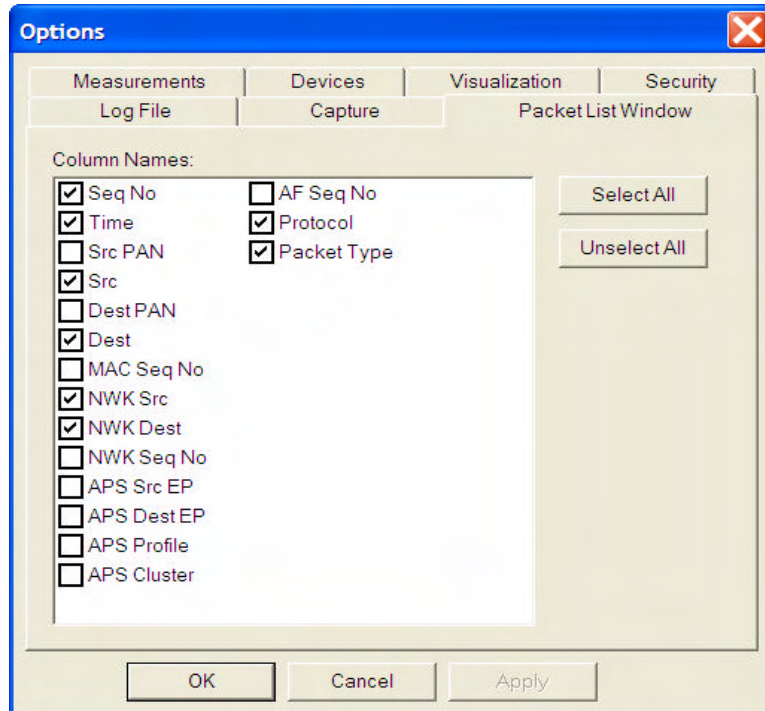 Options
Measurements Devices Visualization Security
Log File Capture Packet List Window
Column Names:
Seq No AF Seq No
Time Protocol
Src PAN Packet Type
Src
Dest PAN
Dest
MAC Seq No
NWK Src
NWK Dest
NWK Seq No
APS Src EP
APS Dest EP
APS Profile
APS Cluster
Select All
Unselect All
OK Cancel Apply